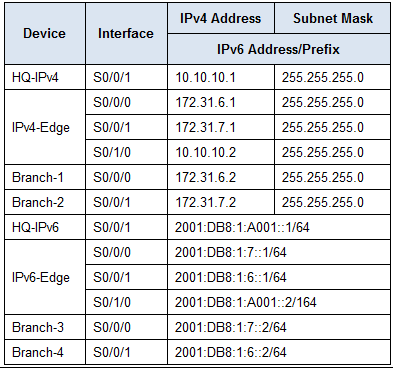 Device Interface IPv4 Address Subnet Mask
IPv6 Address/Prefix
HQ-IPv4 S0/0/1 10.10.10.1 255.255.255.0
IPv4-Edge S0/0/0 172.31.6.1 255.255.255.0
S0/0/1 172.31.7.1 255.255.255.0
S0/1/0 10.10.10.2 255.255.255.0
Branch-1 S0/0/0 172.31.6.2 255.255.255.0
Branch-2 S0/0/1 172.31.7.2 255.255.255.0
HQ-IPv6 S0/0/1 2001:DB8:1:A001::1/64
IPv6-Edge S0/0/0 2001:DB8:1:7::1/64
S0/0/1 2001:DB8:1:6::1/64
S0/1/0 2001:DB8:1:A001::2/164
Branch-3 S0/0/0 2001:DB8:1:7::2/64
Branch-4 S0/0/1 2001:DB8:1:6::2/64